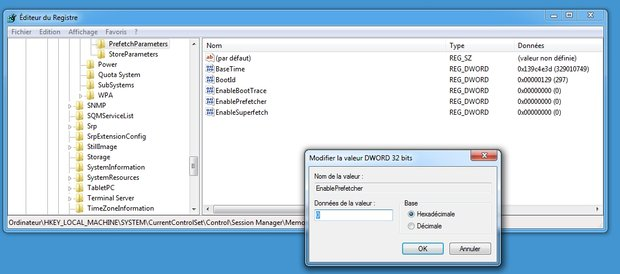 Éditeur du Registre
Fichier Edition Affichage Favoris ?
PrefetchParameters
StoreParameters
Power
Quota System
SubSystems
WPA
SNMP
SQMServiceList
Srp
SrpExtensionConfig
StillImage
Storage
SystemInformation
SystemResources
TabletPC
Terminal Server
TimeZoneInformation
Nom Type Données
(par défaut) REG_SZ (valeur non définie)
BaseTime REG_DWORD 0x139c4e3d (329010749)
BootId REG_DWORD 0x00000129 (297)
EnableBootTrace REG_DWORD 0x00000000 (0)
EnablePrefetcher REG_DWORD 0x00000000 (0)
EnableSuperfetch REG_DWORD 0x00000000 (0)
Ordinateur\HKEY_LOCAL_MACHINE\SYSTEM\CurrentControlSet\Control\Session Manager\Memo
Modifier la valeur DWORD 32 bits
Nom de la valeur :
EnablePrefetcher
Données de la valeur :
0
Base
Hexadécimale
Décimale
OK Annuler